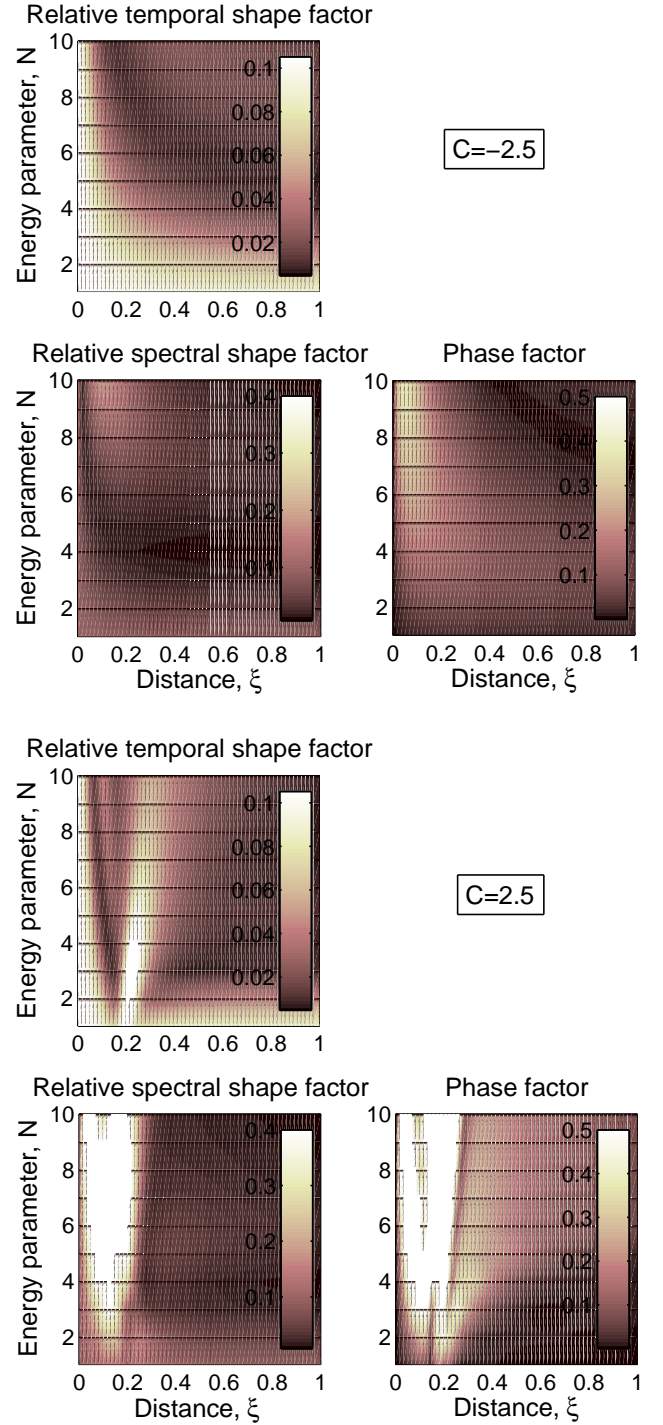 Relative temporal shape factor
Energy parameter, N
10
8
6
4
2
0 0.2 0.4 0.6 0.8 1
0.1
0.08
0.06
0.04
0.02
C=−2.5
Relative spectral shape factor
Energy parameter, N
10
8
6
4
2
0 0.2 0.4 0.6 0.8 1
Distance, ξ
0.4
0.3
0.2
0.1
Phase factor
10
8
6
4
2
0 0.2 0.4 0.6 0.8 1
Distance, ξ
0.5
0.4
0.3
0.2
0.1
Relative temporal shape factor
Energy parameter, N
10
8
6
4
2
0 0.2 0.4 0.6 0.8 1
0.1
0.08
0.06
0.04
0.02
C=2.5
Relative spectral shape factor
Energy parameter, N
10
8
6
4
2
0 0.2 0.4 0.6 0.8 1
Distance, ξ
0.4
0.3
0.2
0.1
Phase factor
10
8
6
4
2
0 0.2 0.4 0.6 0.8 1
Distance, ξ
0.5
0.4
0.3
0.2
0.1